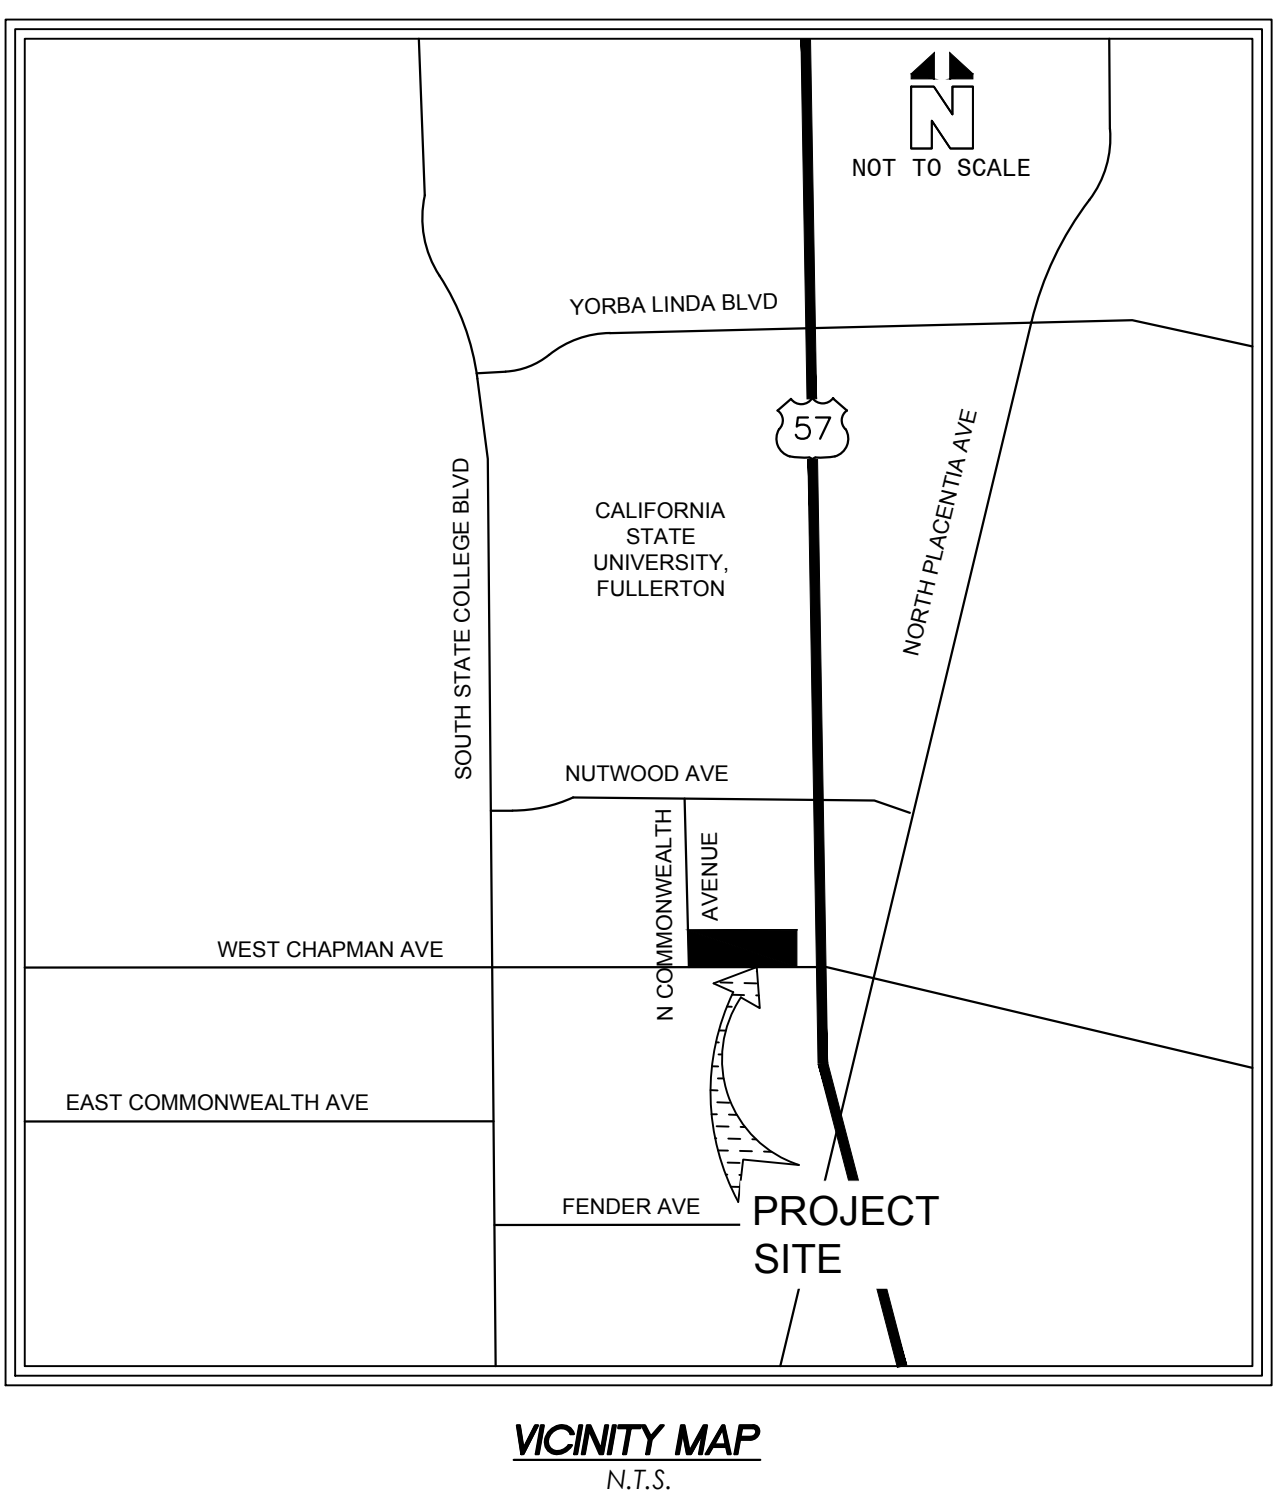 N
NOT TO SCALE
YORBA LINDA BLVD
57
NORTH PLACENTIA AVE
SOUTH STATE COLLEGE BLVD
CALIFORNIA
STATE
UNIVERSITY,
FULLERTON
NUTWOOD AVE
N COMMONWEALTH
AVENUE
WEST CHAPMAN AVE
EAST COMMONWEALTH AVE
FENDER AVE
PROJECT
SITE
VICINITY MAP
N.T.S.